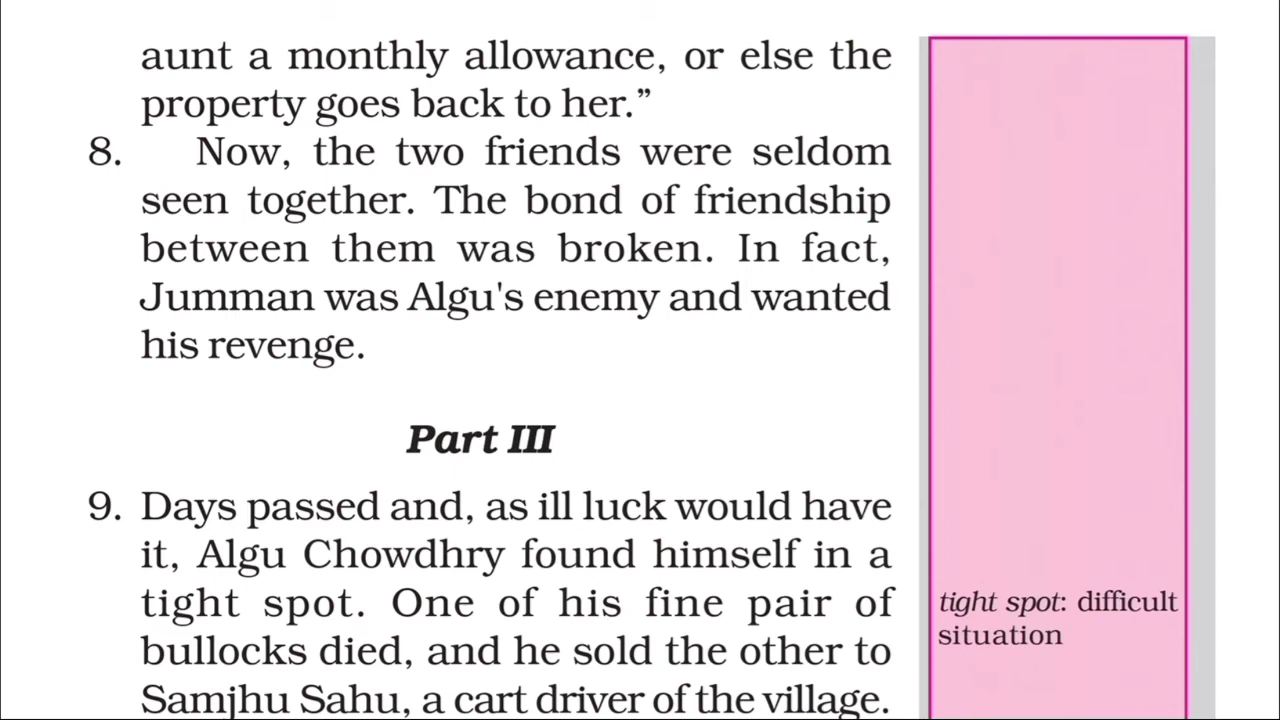 aunt a monthly allowance, or else the
property goes back to her.”
8. Now, the two friends were seldom
seen together. The bond of friendship
between them was broken. In fact,
Jumman was Algu's enemy and wanted
his revenge.
Part III
9. Days passed and, as ill luck would have
it, Algu Chowdhry found himself in a
tight spot. One of his fine pair of
bullocks died, and he sold the other to
Samjhu Sahu, a cart driver of the village.
tight spot: difficult
situation